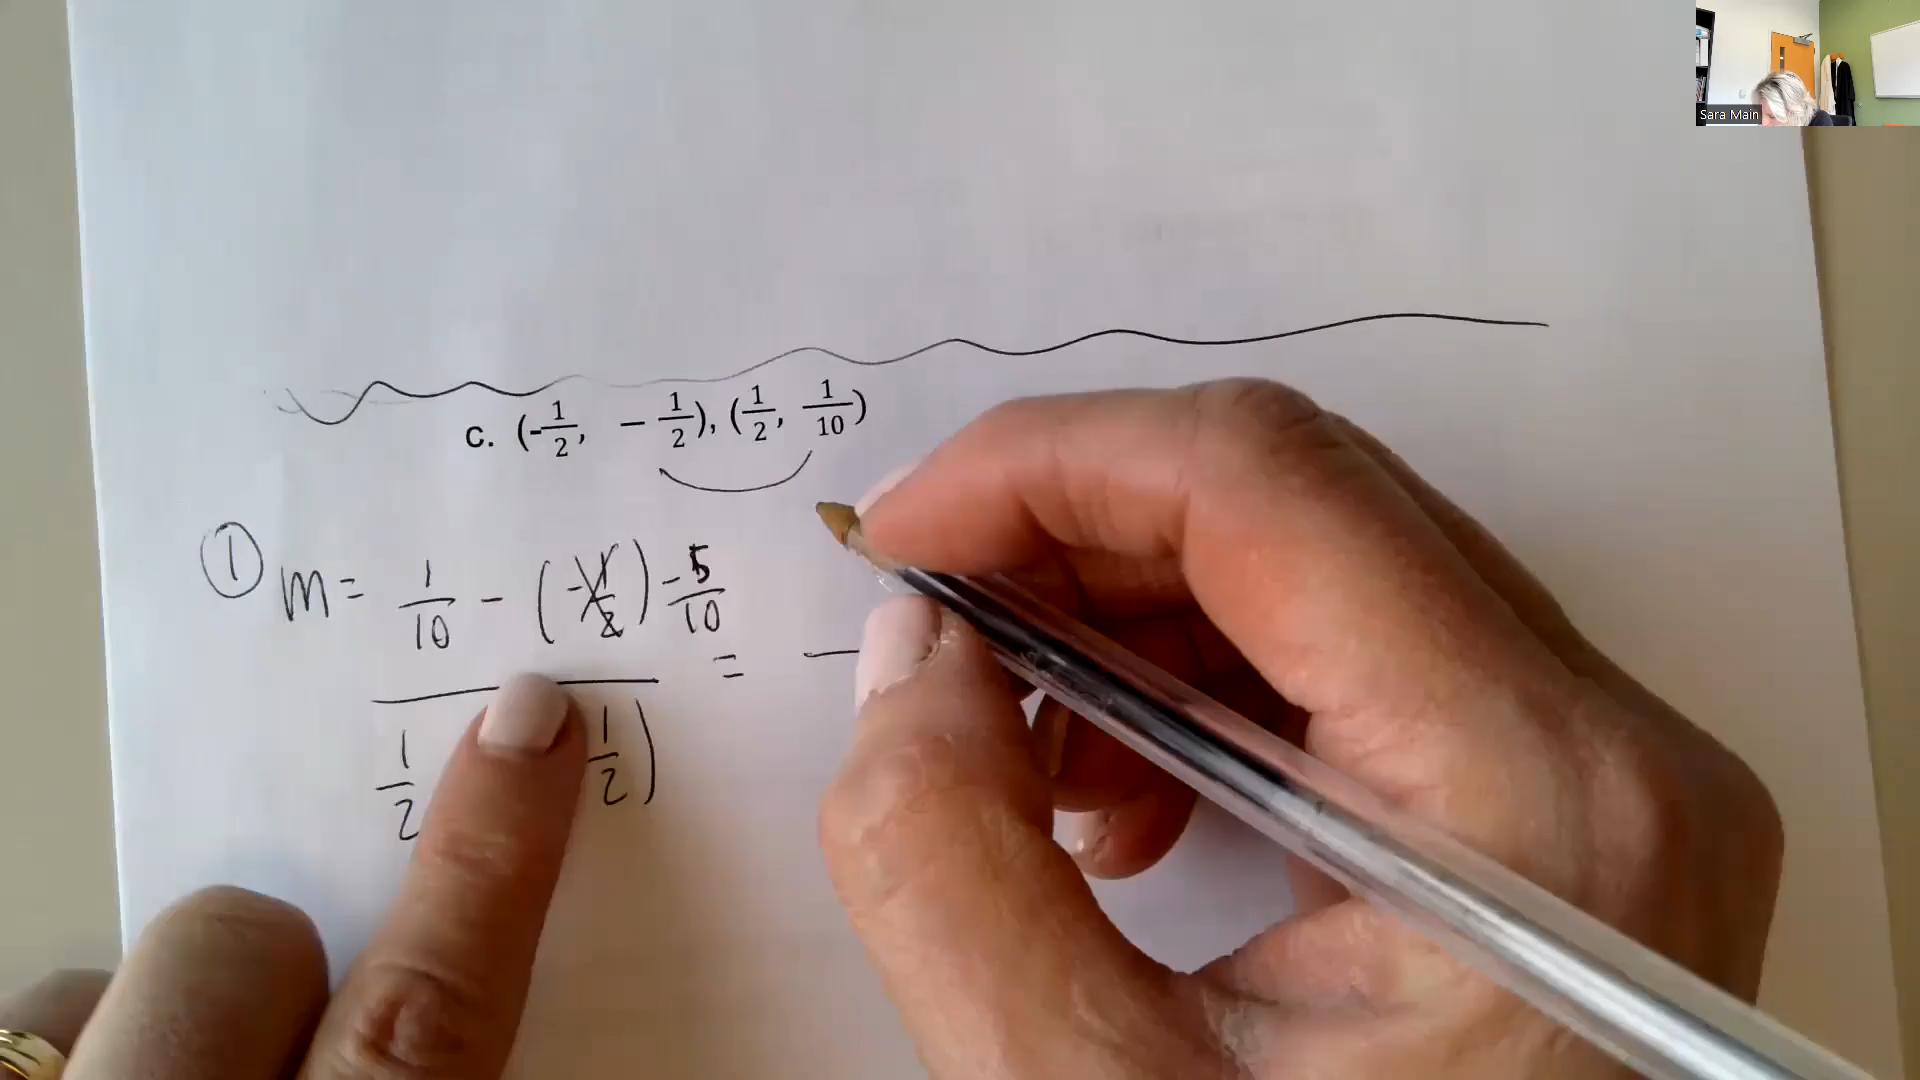 Sara Main
c. (-1/2, − 1/2), (1/2, 1/10)
① m = 1/10 - (-1/2) -5/10
=
1/2 1/2)